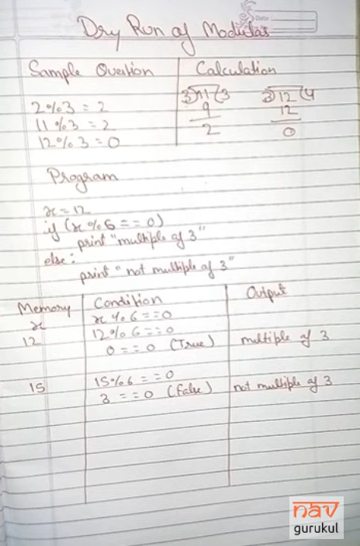 Dry Run of Modulas
Sample Question Calculation
2%3 = 2
11%3 = 2
12%3 = 0
3)11(3
9
2
3)12(4
12
0
Program
x = 12
if (x % 6 == 0)
print "multiple of 3"
else:
print "not multiple of 3"
Memory Condition Output
x x % 6 == 0
12 12 % 6 == 0
0 == 0 (True) multiple of 3
15 15 % 6 == 0
3 == 0 (False) not multiple of 3
nav
gurukul